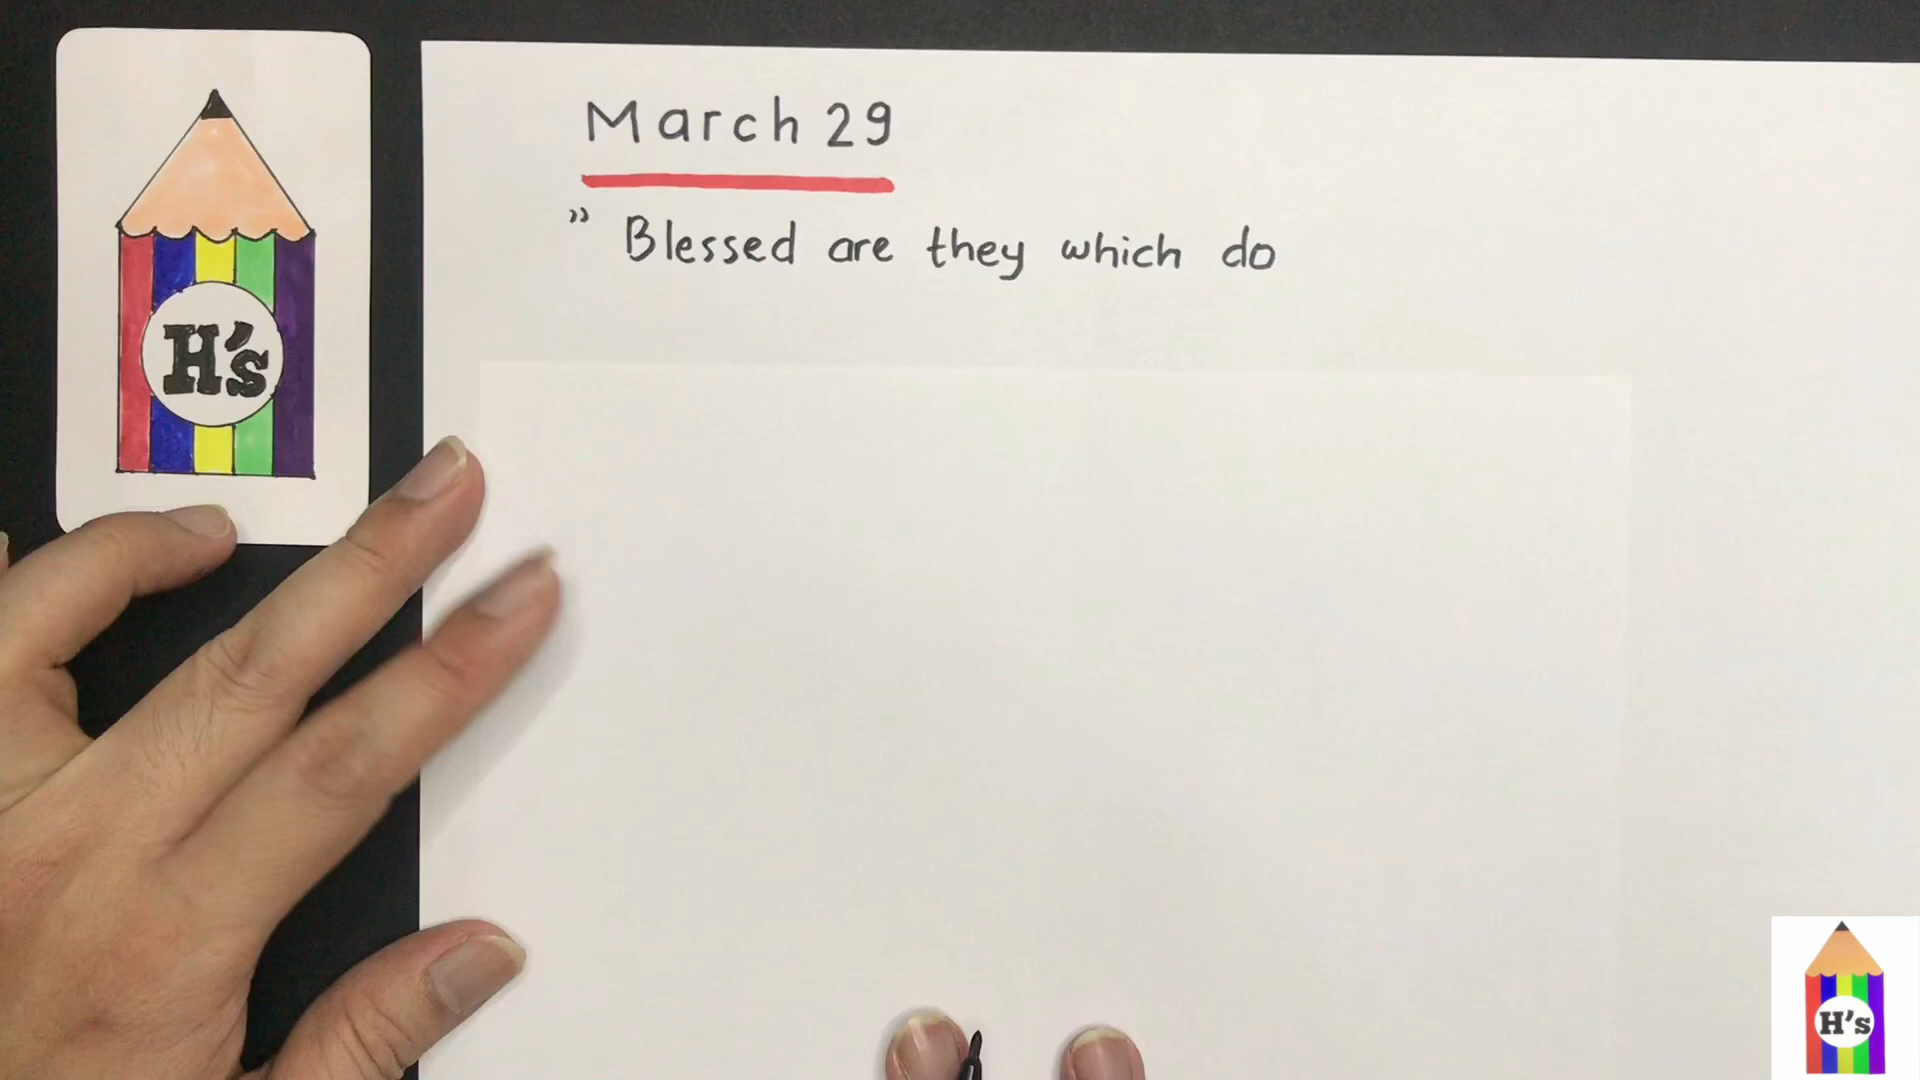 H's
March 29
” Blessed are they which do
H's